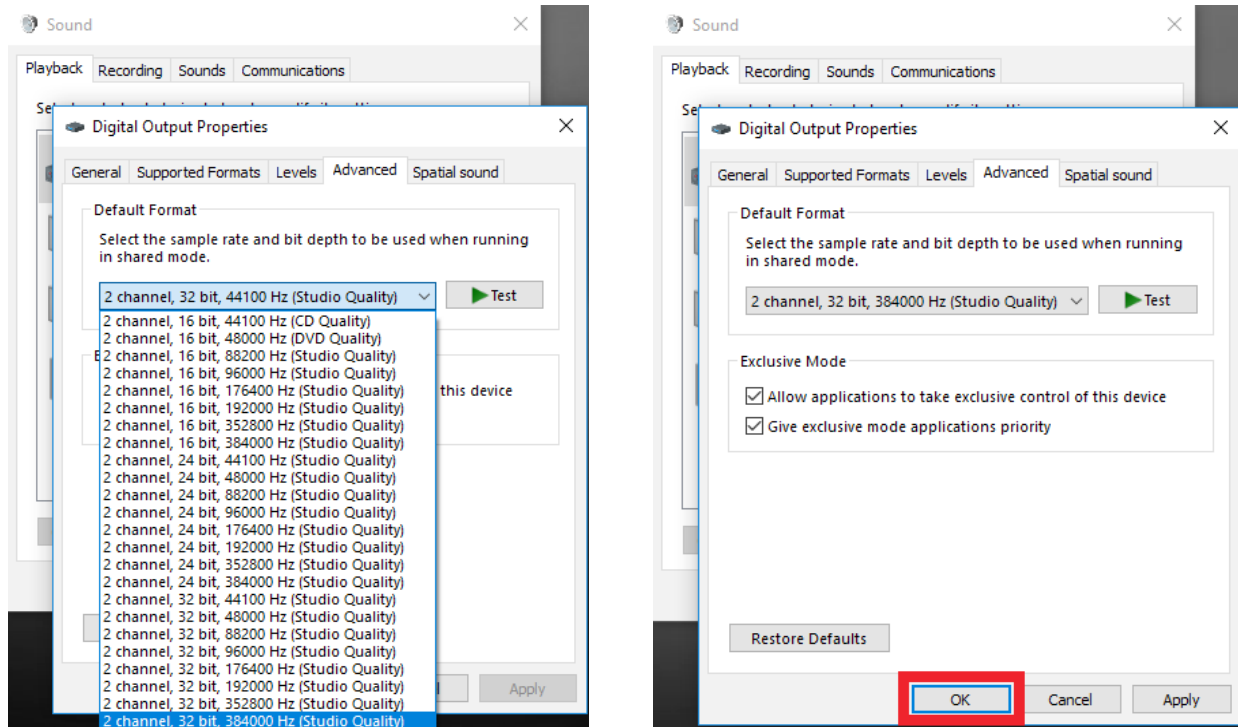 Sound
Playback Recording Sounds Communications
Digital Output Properties
General Supported Formats Levels Advanced Spatial sound
Default Format
Select the sample rate and bit depth to be used when running
in shared mode.
2 channel, 32 bit, 44100 Hz (Studio Quality) Test
2 channel, 16 bit, 44100 Hz (CD Quality)
2 channel, 16 bit, 48000 Hz (DVD Quality)
2 channel, 16 bit, 88200 Hz (Studio Quality)
2 channel, 16 bit, 96000 Hz (Studio Quality)
2 channel, 16 bit, 176400 Hz (Studio Quality)
this device
2 channel, 16 bit, 192000 Hz (Studio Quality)
2 channel, 16 bit, 352800 Hz (Studio Quality)
2 channel, 16 bit, 384000 Hz (Studio Quality)
2 channel, 24 bit, 44100 Hz (Studio Quality)
2 channel, 24 bit, 48000 Hz (Studio Quality)
2 channel, 24 bit, 88200 Hz (Studio Quality)
2 channel, 24 bit, 96000 Hz (Studio Quality)
2 channel, 24 bit, 176400 Hz (Studio Quality)
2 channel, 24 bit, 192000 Hz (Studio Quality)
2 channel, 24 bit, 352800 Hz (Studio Quality)
2 channel, 24 bit, 384000 Hz (Studio Quality)
2 channel, 32 bit, 44100 Hz (Studio Quality)
2 channel, 32 bit, 48000 Hz (Studio Quality)
2 channel, 32 bit, 88200 Hz (Studio Quality)
2 channel, 32 bit, 96000 Hz (Studio Quality)
2 channel, 32 bit, 176400 Hz (Studio Quality)
2 channel, 32 bit, 192000 Hz (Studio Quality)
2 channel, 32 bit, 352800 Hz (Studio Quality)
2 channel, 32 bit, 384000 Hz (Studio Quality)
Apply
Sound
Playback Recording Sounds Communications
Digital Output Properties
General Supported Formats Levels Advanced Spatial sound
Default Format
Select the sample rate and bit depth to be used when running
in shared mode.
2 channel, 32 bit, 384000 Hz (Studio Quality) Test
Exclusive Mode
Allow applications to take exclusive control of this device
Give exclusive mode applications priority
Restore Defaults
OK Cancel Apply